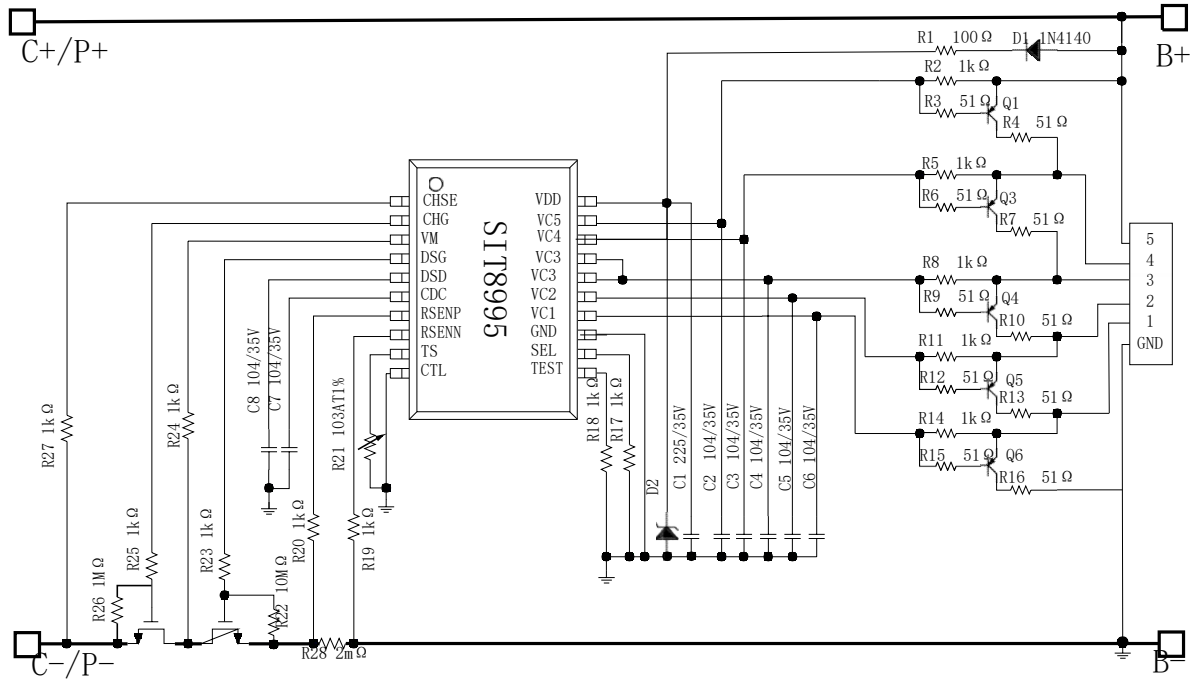 C+/P+
B+
R1 100Ω D1 1N4140
R2 1kΩ
R3 51Ω Q1
R4 51Ω
R5 1kΩ
R6 51Ω Q3
R7 51Ω
R8 1kΩ
R9 51Ω Q4
R10 51Ω
R11 1kΩ
R12 51Ω Q5
R13 51Ω
R14 1kΩ
R15 51Ω Q6
R16 51Ω
5
4
3
2
1
GND
SIT8995
CHSE
CHG
VM
DSG
DSD
CDC
RSENP
RSENN
TS
CTL
VDD
VC5
VC4
VC3
VC3
VC2
VC1
GND
SEL
TEST
R27 1kΩ
R24 1kΩ
C8 104/35V
C7 104/35V
R21 103AT1%
R18 1kΩ
R17 1kΩ
D2
C1 225/35V
C2 104/35V
C3 104/35V
C4 104/35V
C5 104/35V
C6 104/35V
R26 1MΩ
R25 1kΩ
R23 1kΩ
R22 10MΩ
R20 1kΩ
R19 1kΩ
R28 2mΩ
C-/P-
B-